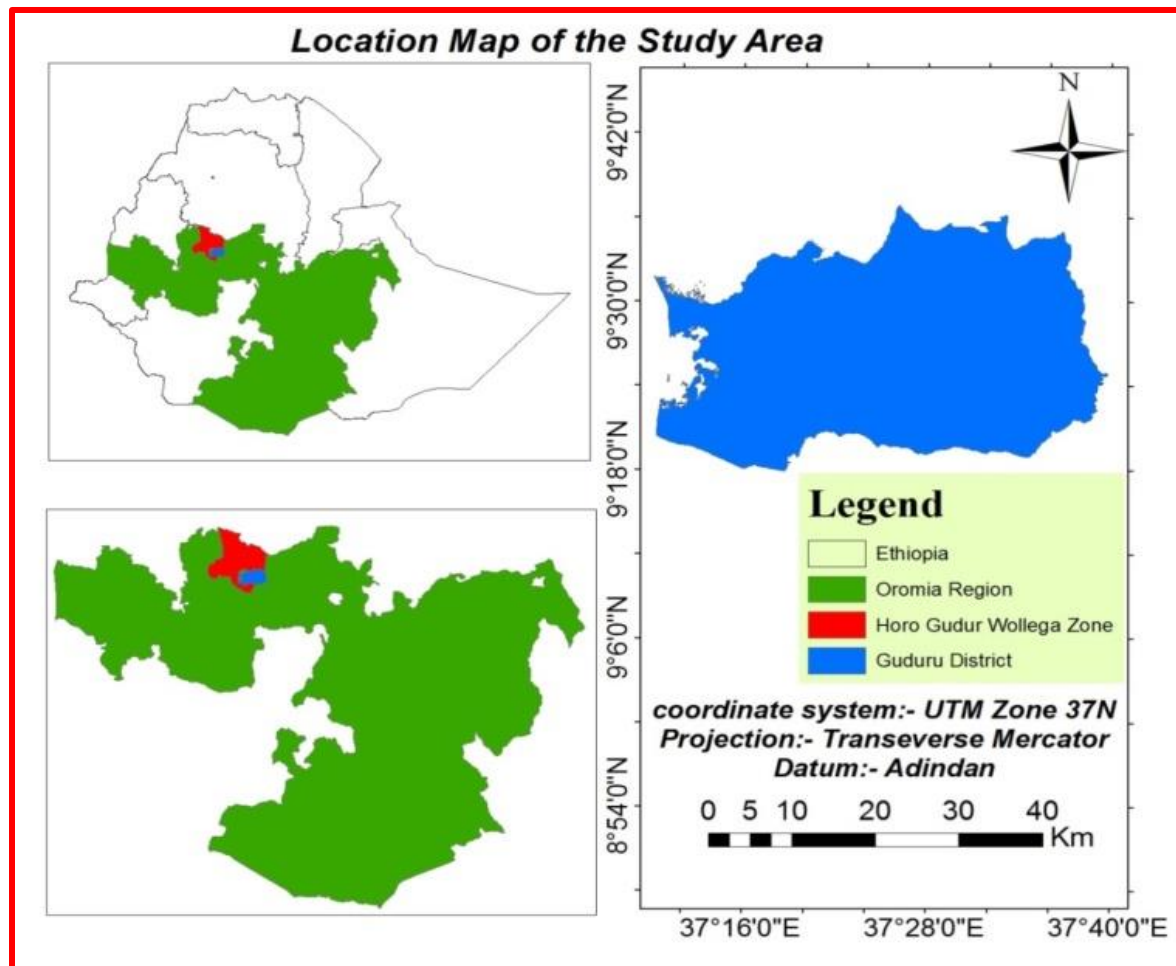 Location Map of the Study Area
N
9°42'0"N
9°30'0"N
9°18'0"N
9°6'0"N
8°54'0"N
Legend
Ethiopia
Oromia Region
Horo Gudur Wollega Zone
Guduru District
coordinate system:- UTM Zone 37N
Projection:- Transeverse Mercator
Datum:- Adindan
0 5 10 20 30 40
Km
37°16'0"E 37°28'0"E 37°40'0"E